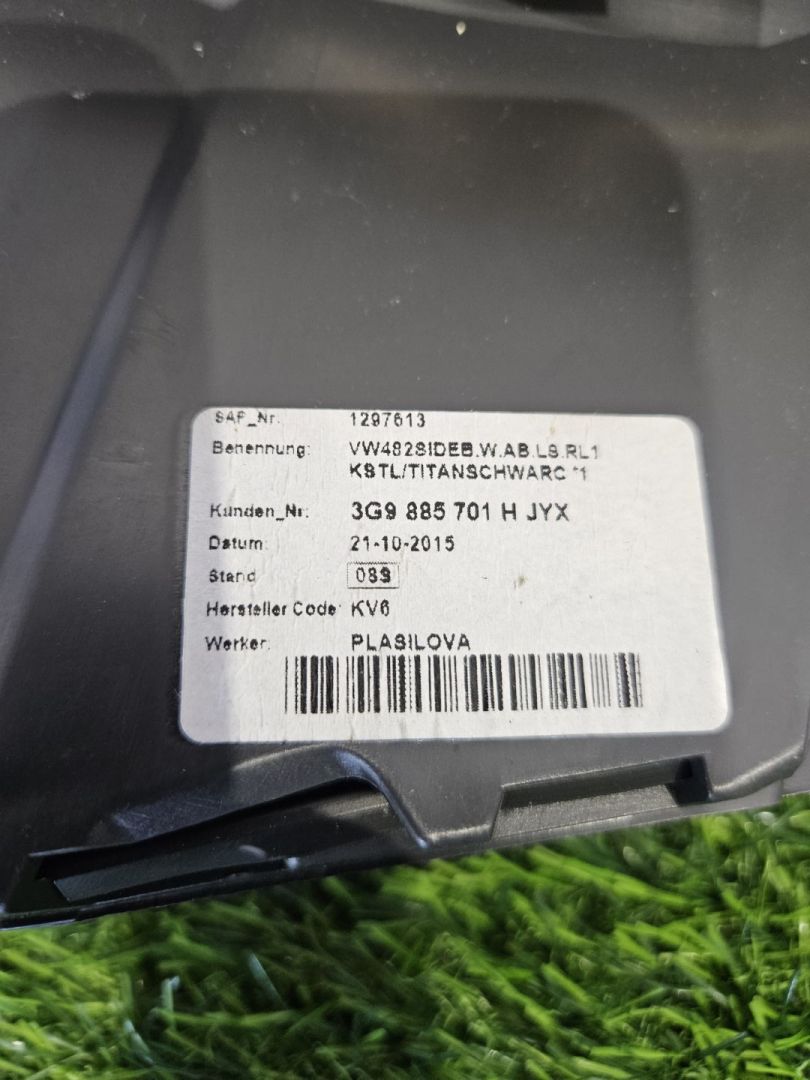 SAP_Nr. 1297613
Benennung: VW482SIDEB.W.AB.LS.RL1
KSTL/TITANSCHWARC *1
Kunden_Nr. 3G9 885 701 H JYX
Datum: 21-10-2015
Stand 089
Hersteller Code: KV6
Werker: PLASILOVA